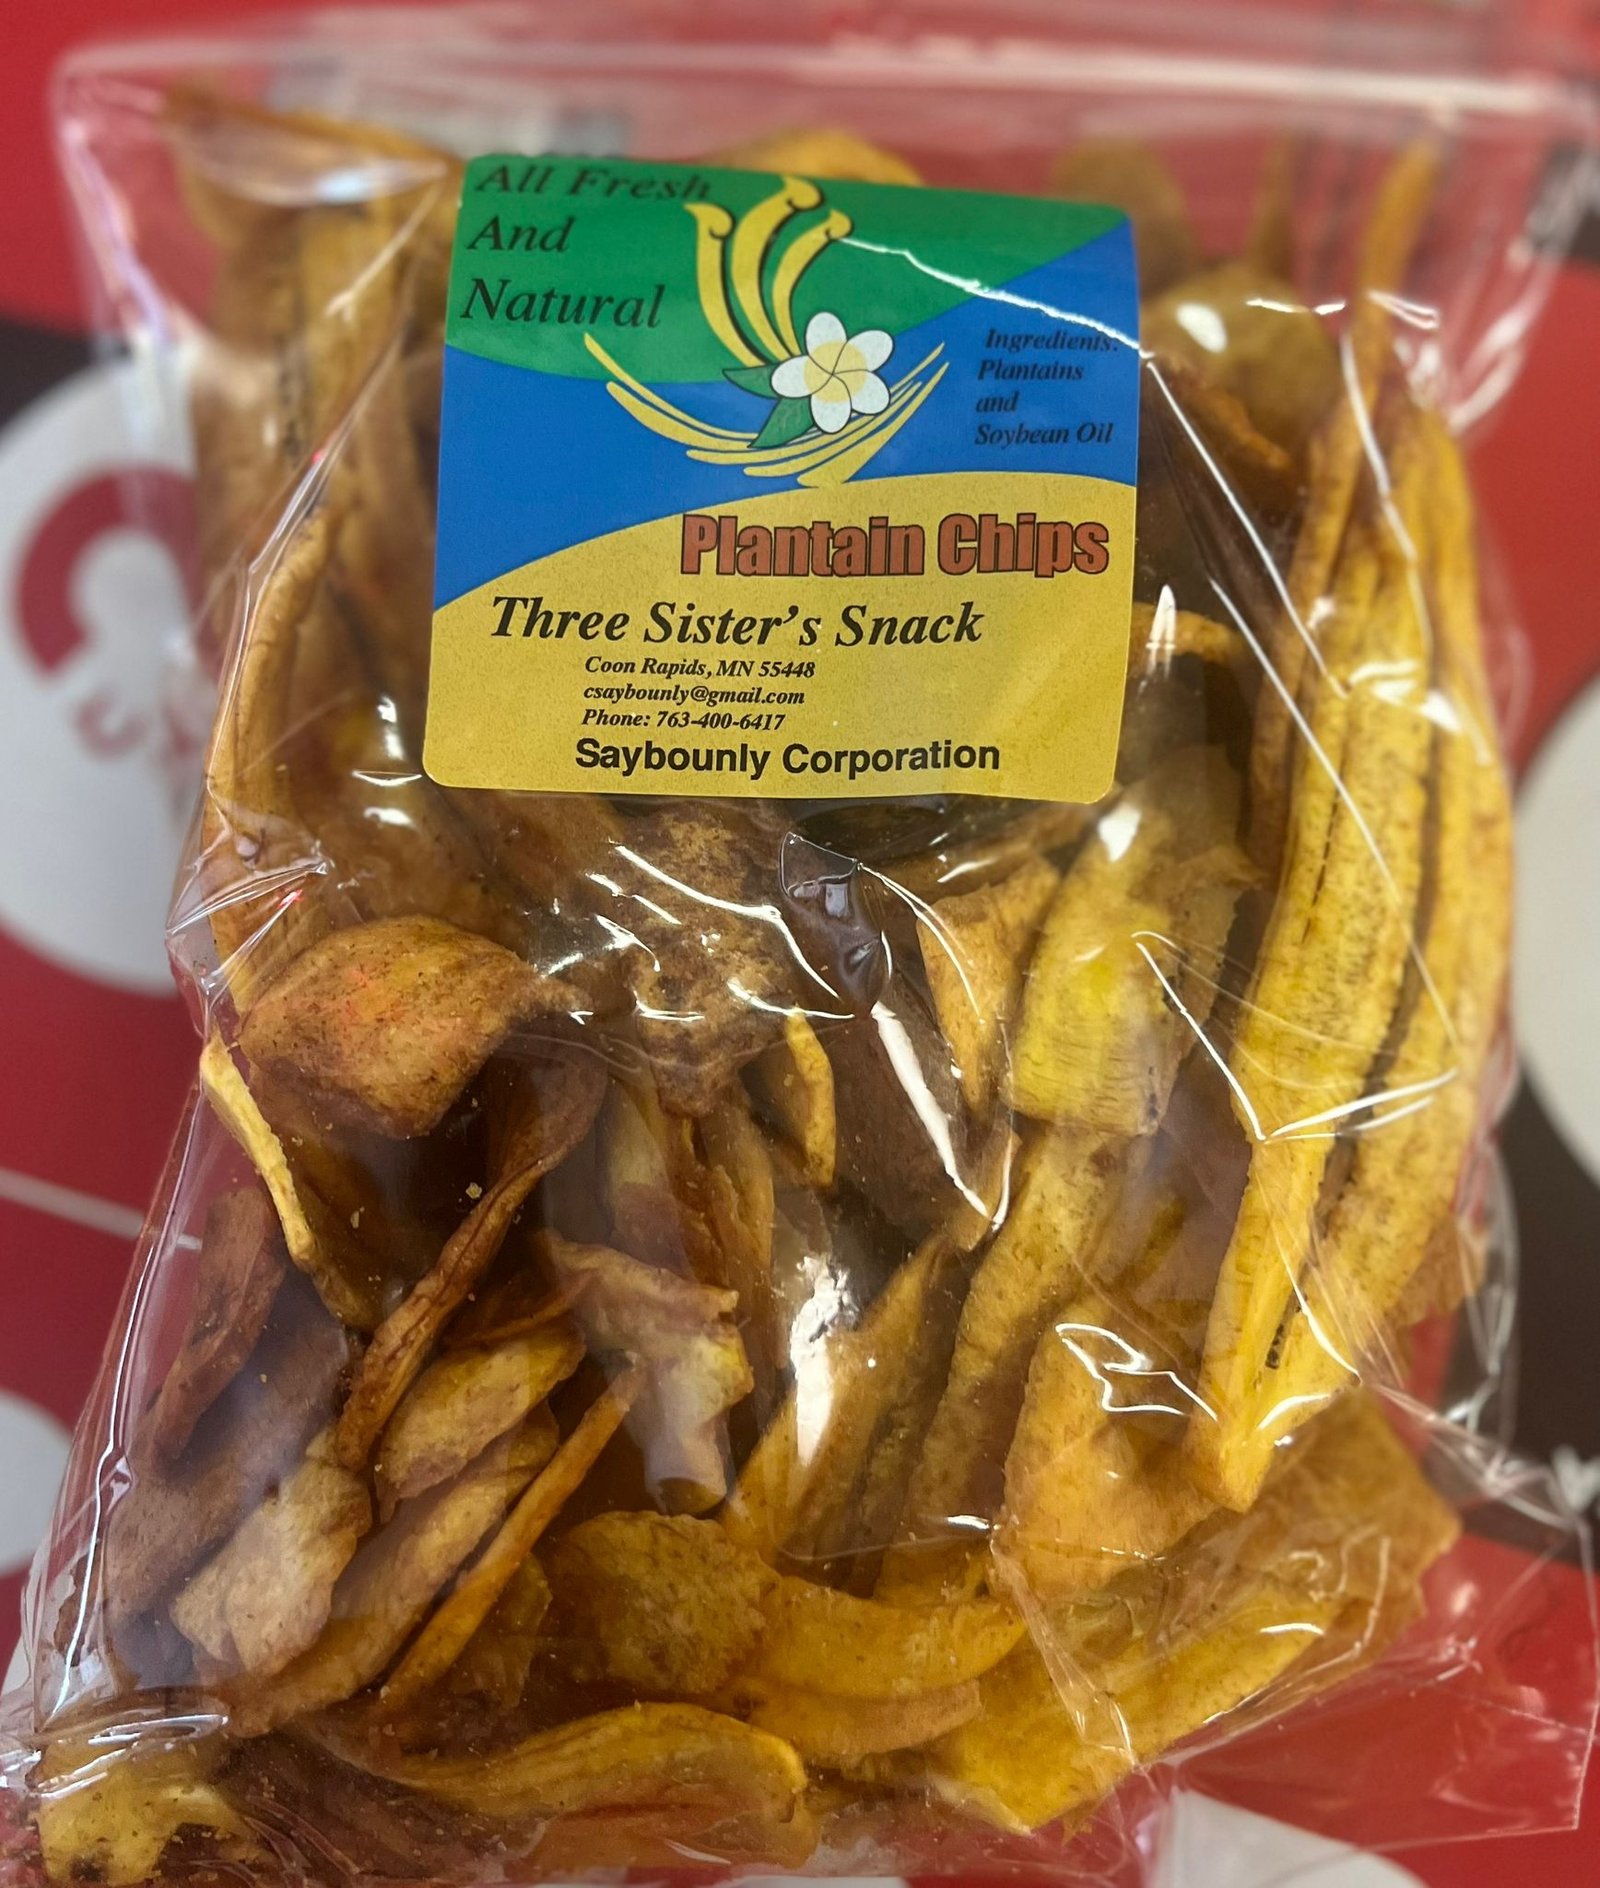 All Fresh
And
Natural
Ingredients:
Plantains
and
Soybean Oil
Plantain Chips
Three Sister's Snack
Coon Rapids, MN 55448
csaybounly@gmail.com
Phone: 763-400-6417
Saybounly Corporation